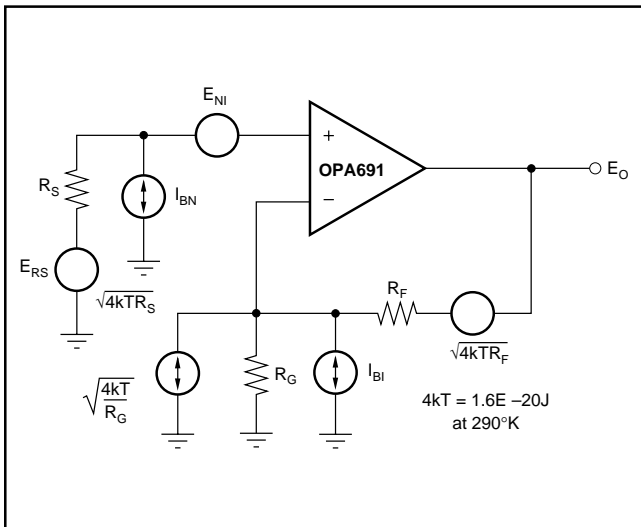 E_NI
+
OPA691
−
E_O
R_S
I_BN
E_RS
√4kTR_S
R_F
√4kTR_F
√4kT/R_G
R_G
I_BI
4kT = 1.6E –20J
at 290°K